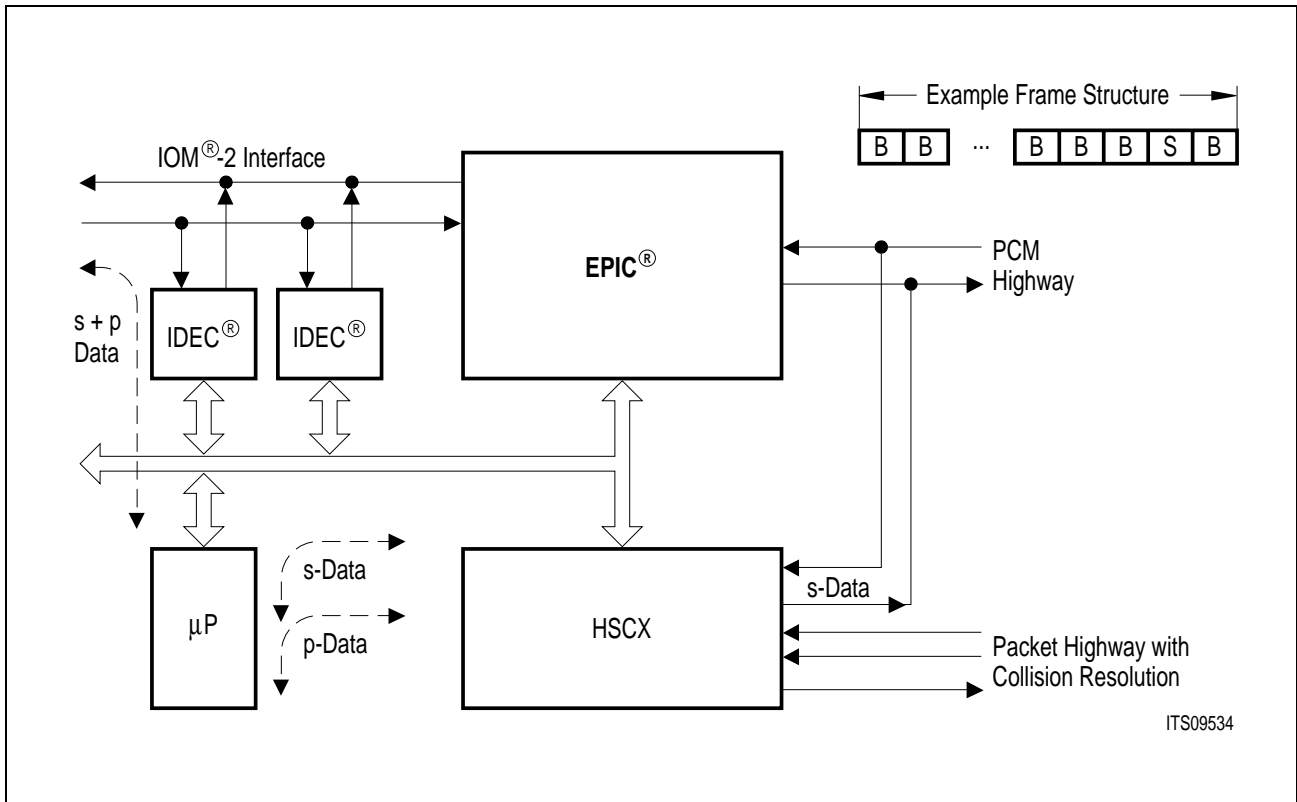 Example Frame Structure
B B ... B B B S B
IOM®-2 Interface
EPIC®
PCM
Highway
s + p
Data
IDEC®
IDEC®
s-Data
p-Data
µP
HSCX
s-Data
Packet Highway with
Collision Resolution
ITS09534